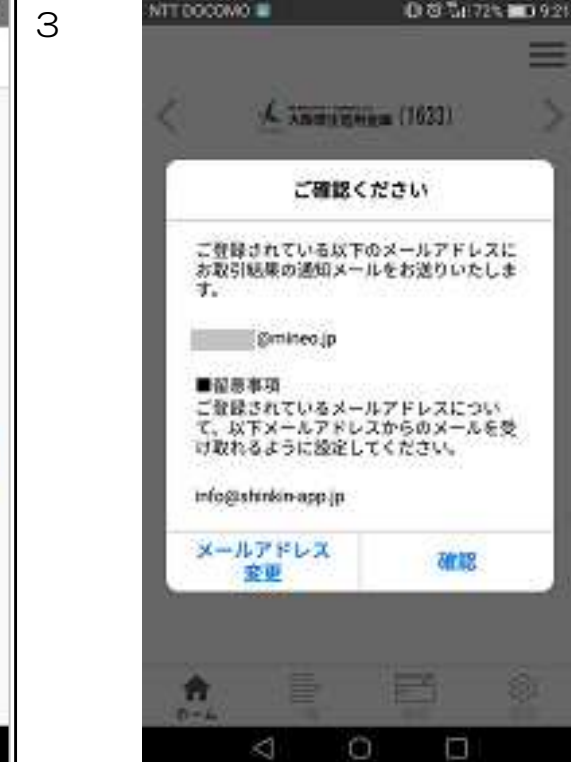 3
NTT DOCOMO
72% 9:21
(1633)
ご確認ください
ご登録されている以下のメールアドレスに
お取引結果の通知メールをお送りいたしま
す。
@mineo.jp
■留意事項
ご登録されているメールアドレスについ
て、以下メールアドレスからのメールを受
け取れるように設定してください。
info@shinkin-app.jp
メールアドレス
変更
確認
ホーム